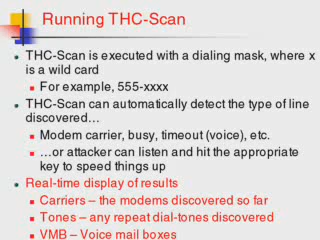 Running THC-Scan
THC-Scan is executed with a dialing mask, where x
is a wild card
For example, 555-xxxx
THC-Scan can automatically detect the type of line
discovered…
Modem carrier, busy, timeout (voice), etc.
…or attacker can listen and hit the appropriate
key to speed things up
Real-time display of results
Carriers – the modems discovered so far
Tones – any repeat dial-tones discovered
VMB – Voice mail boxes